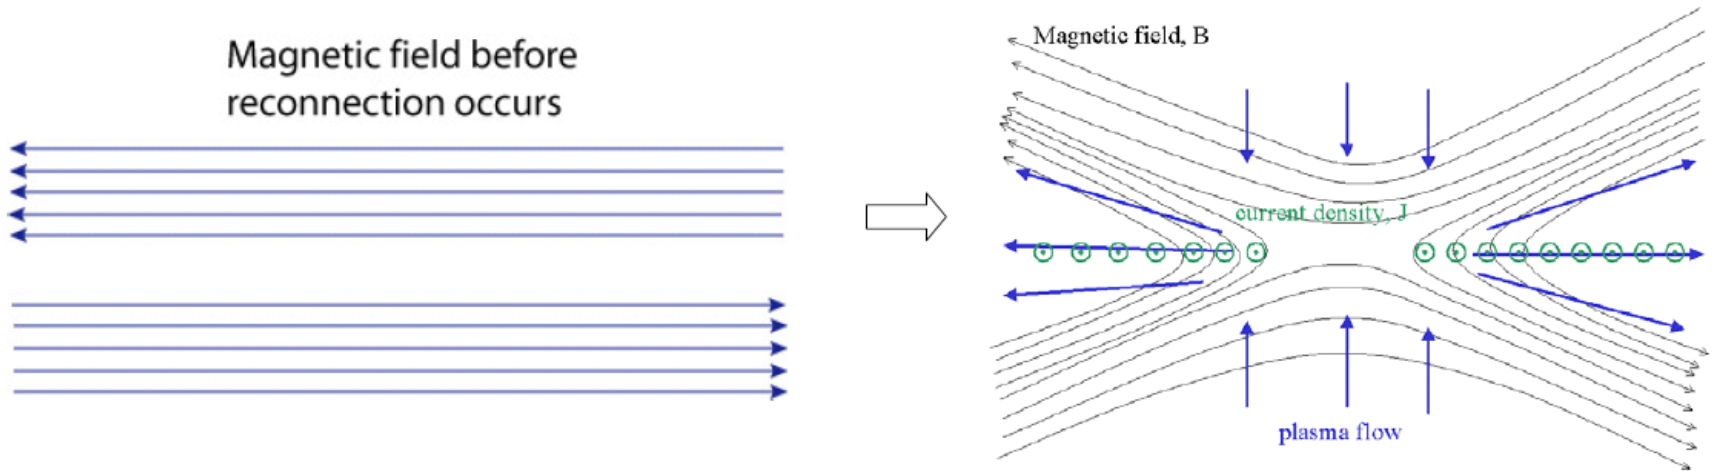 Magnetic field before
reconnection occurs
Magnetic field, B
current density, J
plasma flow